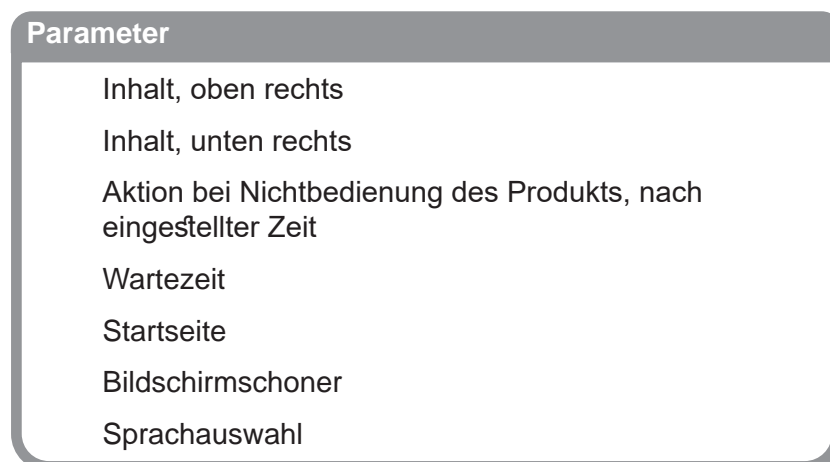 Parameter
Inhalt, oben rechts
Inhalt, unten rechts
Aktion bei Nichtbedienung des Produkts, nach
eingestellter Zeit
Wartezeit
Startseite
Bildschirmschoner
Sprachauswahl